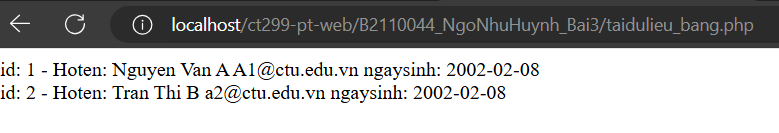 localhost/ct299-pt-web/B2110044_NgoNhuHuynh_Bai3/taidulieu_bang.php
id: 1 - Hoten: Nguyen Van A A1@ctu.edu.vn ngaysinh: 2002-02-08
id: 2 - Hoten: Tran Thi B a2@ctu.edu.vn ngaysinh: 2002-02-08